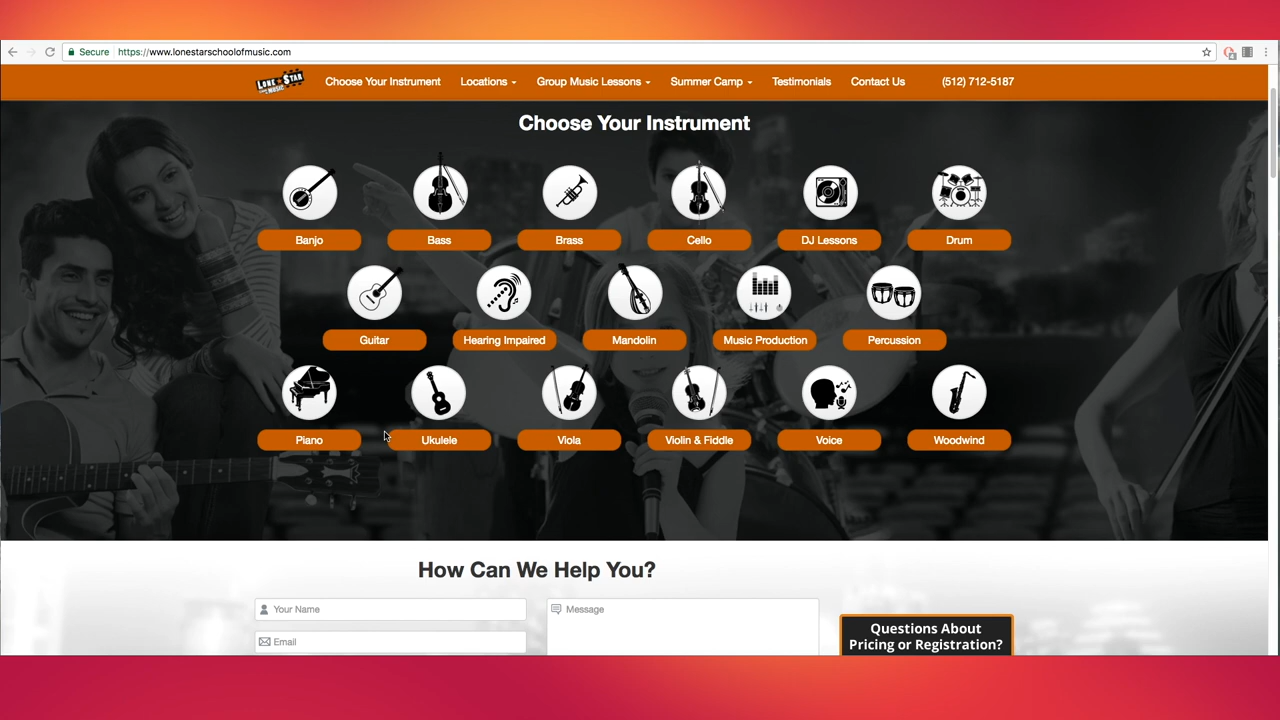 Secure https://www.lonestarschoolofmusic.com
LONE STAR
MUSIC
Choose Your Instrument
Locations
Group Music Lessons
Summer Camp
Testimonials
Contact Us
(512) 712-5187
Choose Your Instrument
Banjo
Bass
Brass
Cello
DJ Lessons
Drum
Guitar
Hearing Impaired
Mandolin
Music Production
Percussion
Piano
Ukulele
Viola
Violin & Fiddle
Voice
Woodwind
How Can We Help You?
Your Name
Email
Message
Questions About
Pricing or Registration?